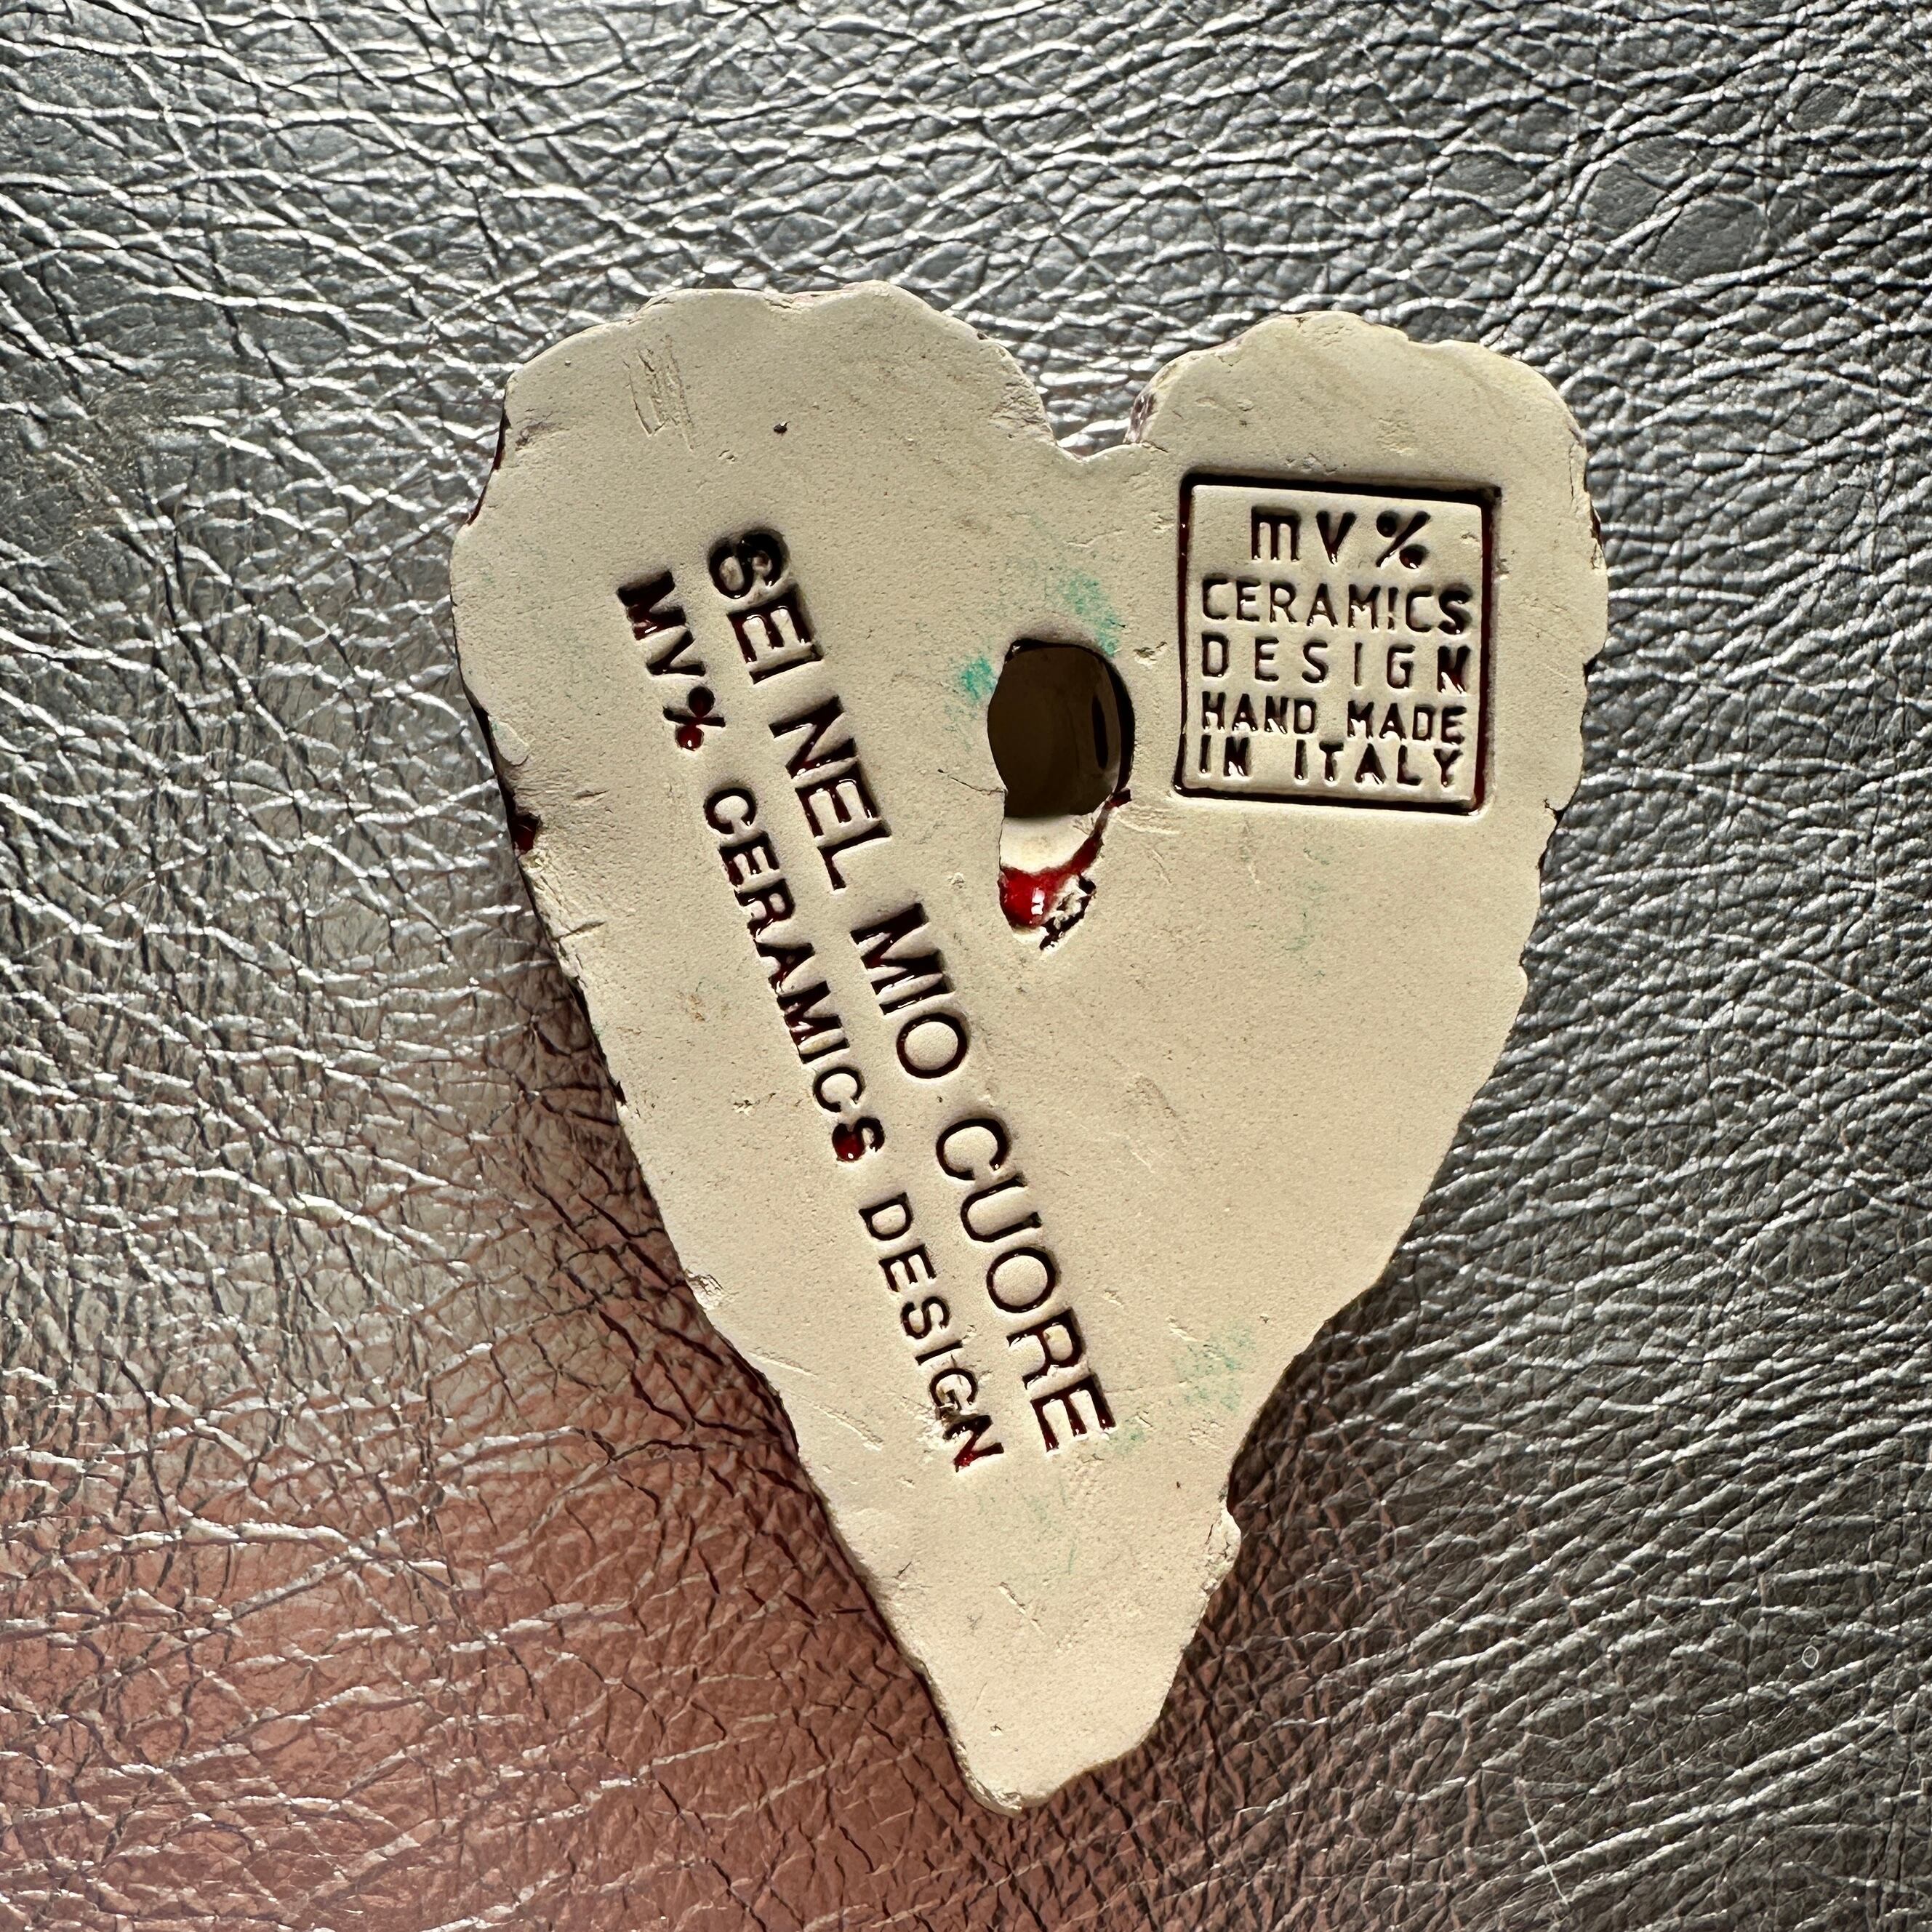 SEI NEL MIO CUORE
MV% CERAMICS DESIGN
mv%
CERAMICS
DESIGN
HAND MADE
IN ITALY